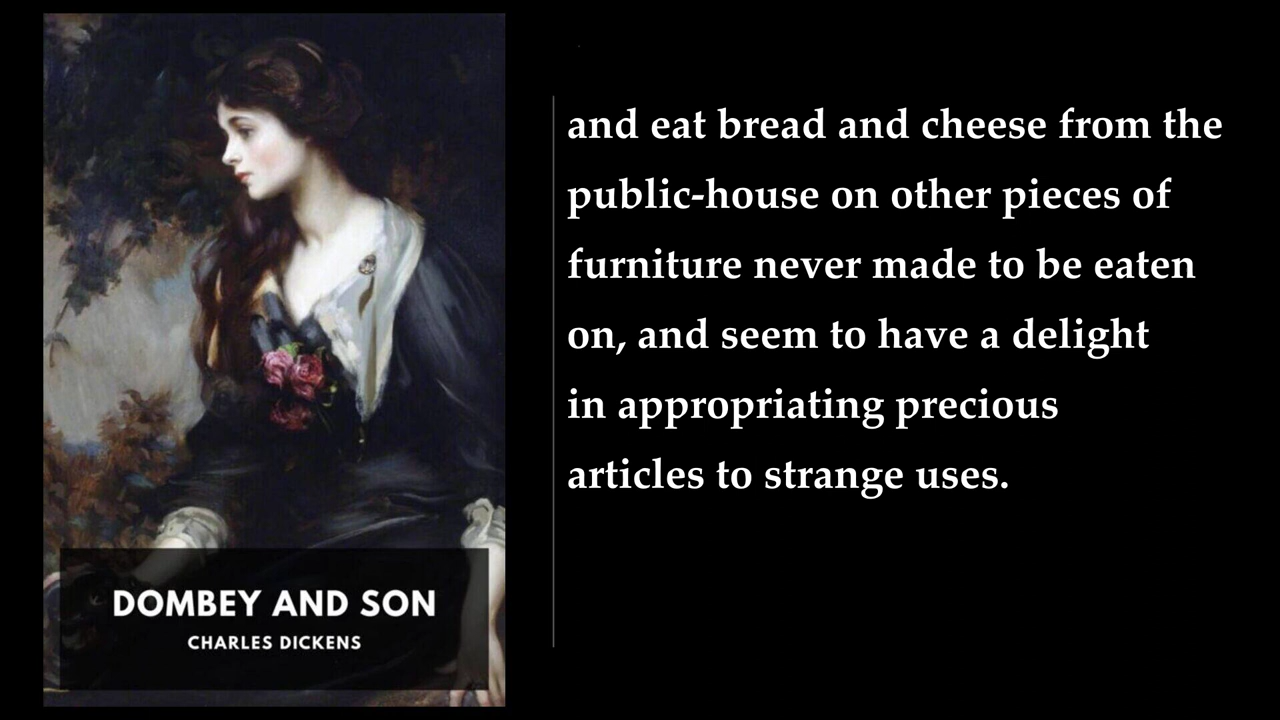 and eat bread and cheese from the
public-house on other pieces of
furniture never made to be eaten
on, and seem to have a delight
in appropriating precious
articles to strange uses.
DOMBEY AND SON
CHARLES DICKENS